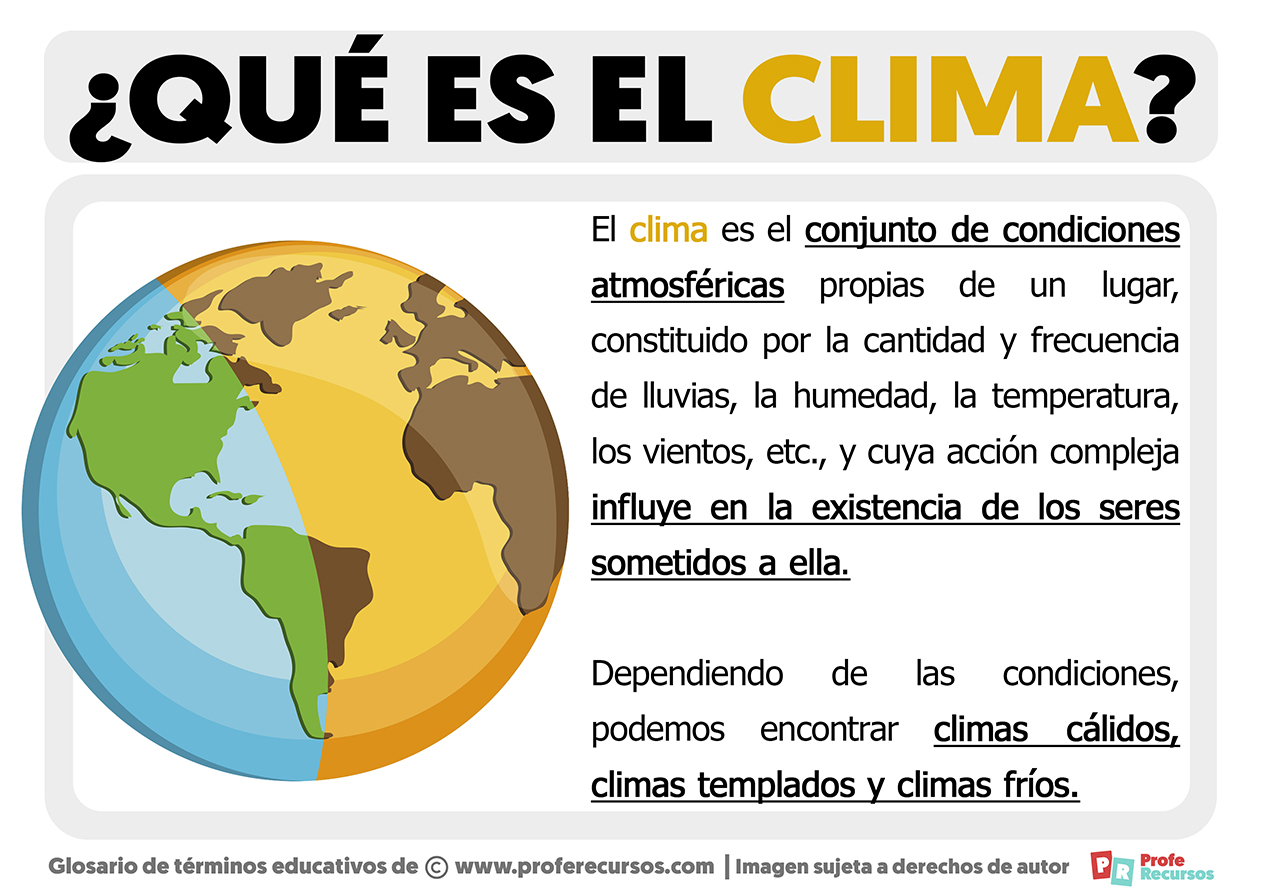 ¿QUÉ ES EL CLIMA?
El clima es el conjunto de condiciones
atmosféricas propias de un lugar,
constituido por la cantidad y frecuencia
de lluvias, la humedad, la temperatura,
los vientos, etc., y cuya acción compleja
influye en la existencia de los seres
sometidos a ella.
Dependiendo de las condiciones,
podemos encontrar climas cálidos,
climas templados y climas fríos.
Glosario de términos educativos de © www.proferecursos.com | Imagen sujeta a derechos de autor
PR
Profe
Recursos